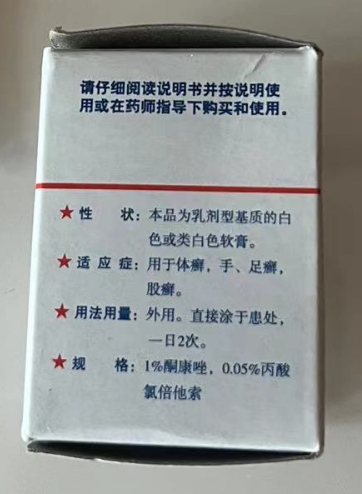 请仔细阅读说明书并按说明使
用或在药师指导下购买和使用。
★性 状：本品为乳剂型基质的白
色或类白色软膏。
★适应症：用于体癣，手、足癣，
股癣。
★用法用量：外用。直接涂于患处，
一日2次。
★规 格：1%酮康唑，0.05%丙酸
氯倍他索